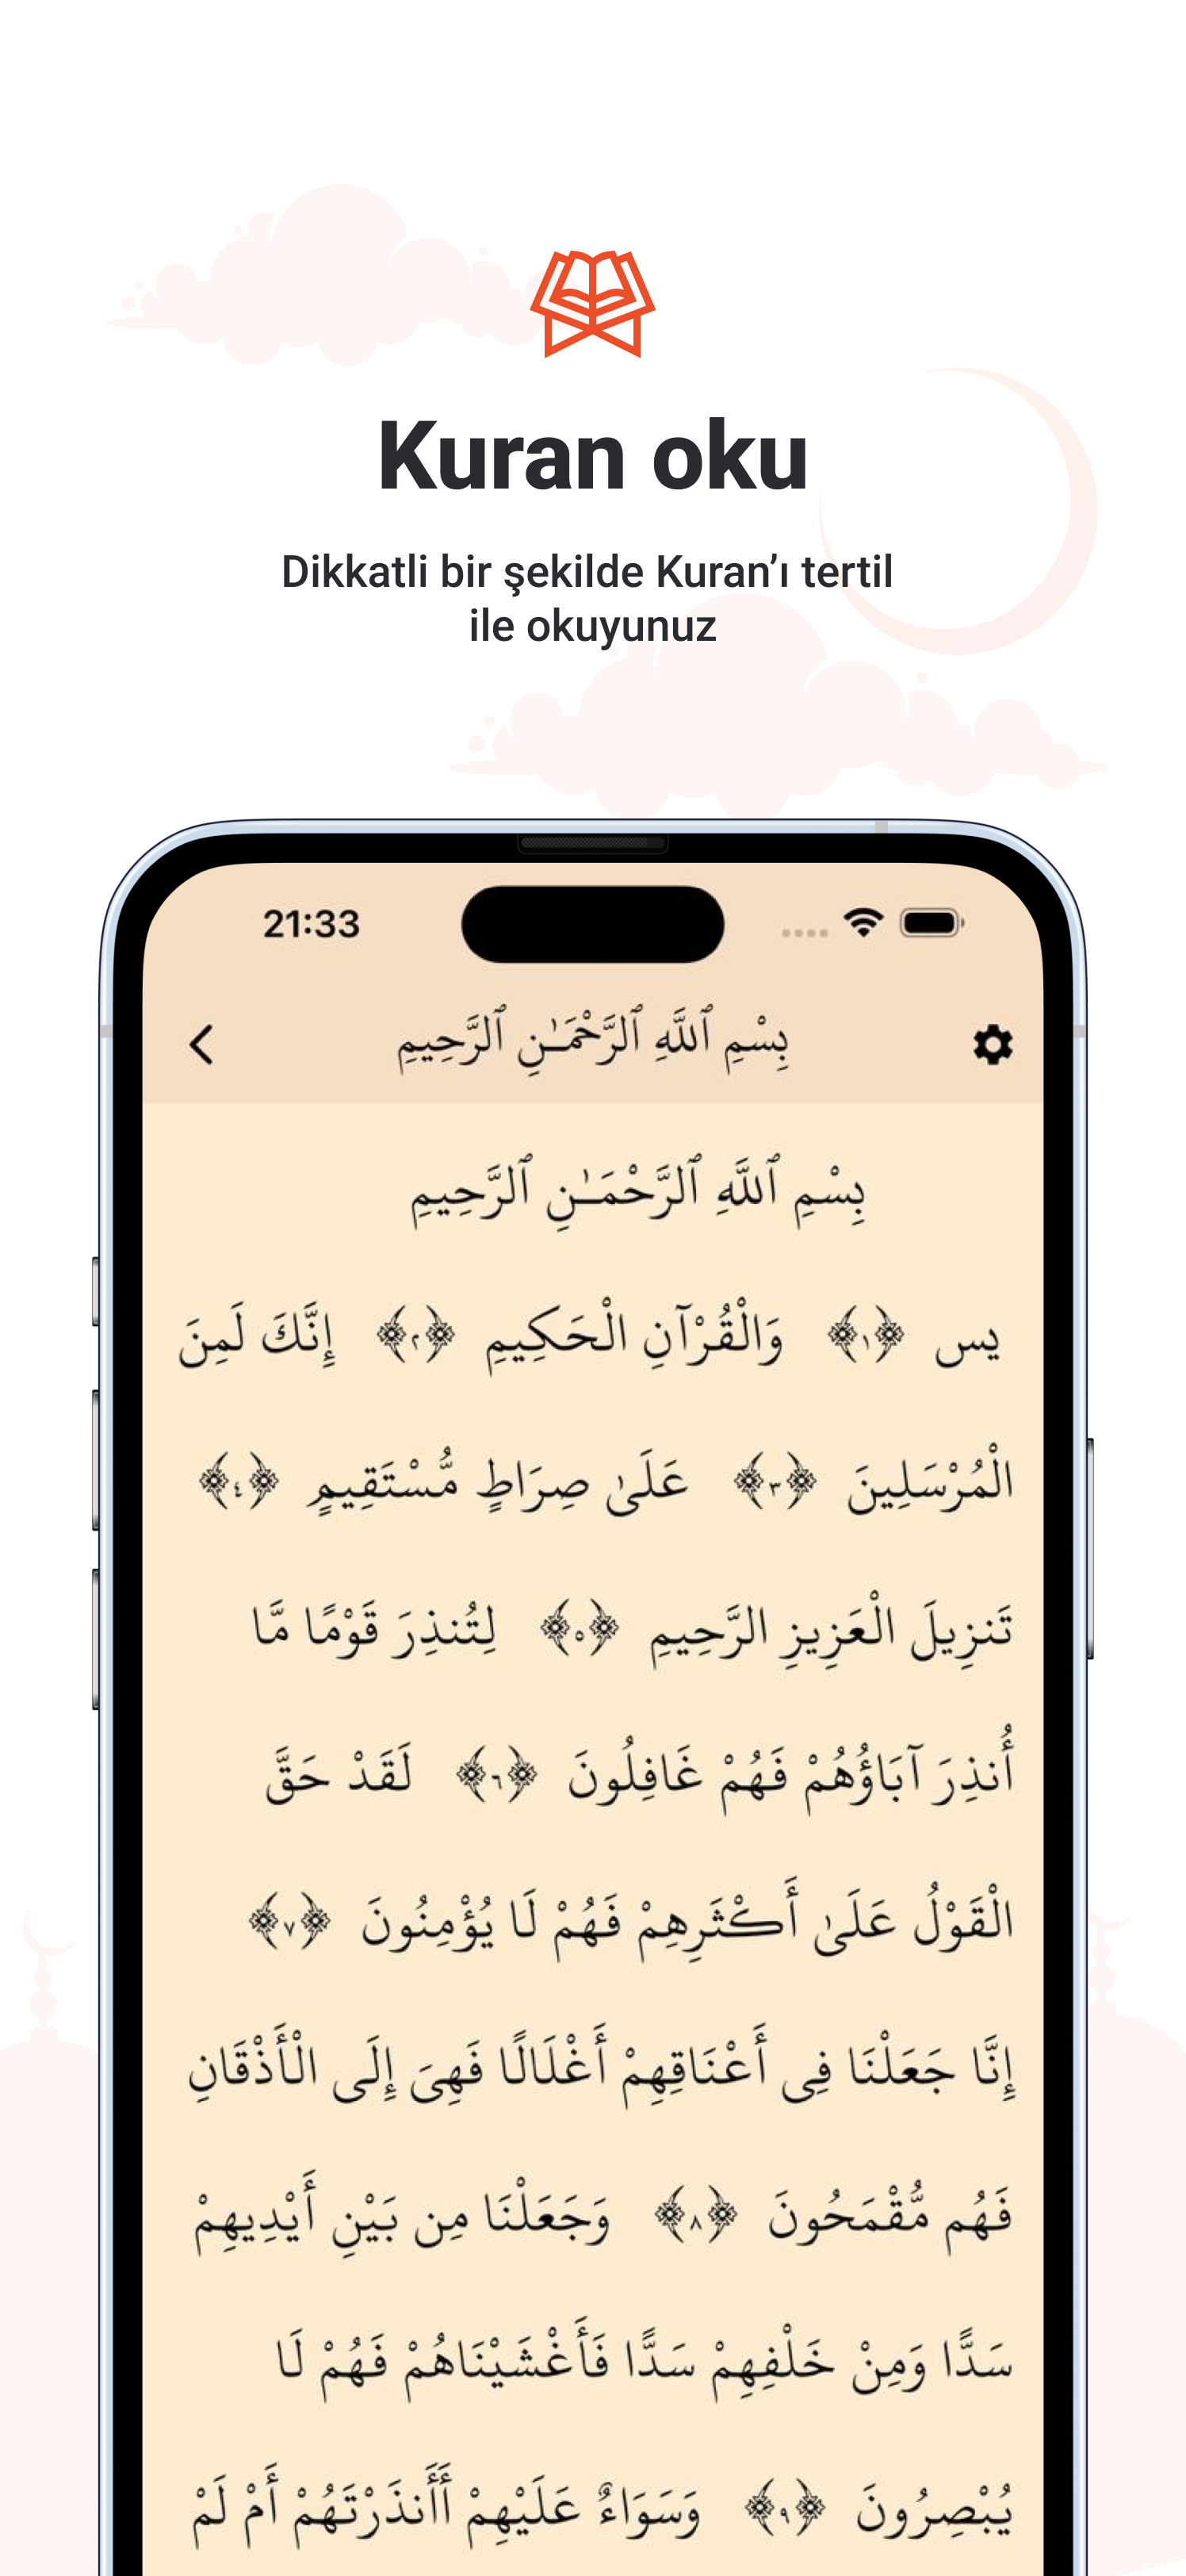 Kuran oku
Dikkatli bir şekilde Kuran’ı tertil
ile okuyunuz
21:33
بِسْمِ ٱللَّهِ ٱلرَّحْمَـٰنِ ٱلرَّحِيمِ
بِسْمِ ٱللَّهِ ٱلرَّحْمَـٰنِ ٱلرَّحِيمِ
يس ﴿١﴾ وَالْقُرْآنِ الْحَكِيمِ ﴿٢﴾ إِنَّكَ لَمِنَ
الْمُرْسَلِينَ ﴿٣﴾ عَلَىٰ صِرَاطٍ مُّسْتَقِيمٍ ﴿٤﴾
تَنزِيلَ الْعَزِيزِ الرَّحِيمِ ﴿٥﴾ لِتُنذِرَ قَوْمًا مَّا
أُنذِرَ آبَاؤُهُمْ فَهُمْ غَافِلُونَ ﴿٦﴾ لَقَدْ حَقَّ
الْقَوْلُ عَلَىٰ أَكْثَرِهِمْ فَهُمْ لَا يُؤْمِنُونَ ﴿٧﴾
إِنَّا جَعَلْنَا فِى أَعْنَاقِهِمْ أَغْلَالًا فَهِىَ إِلَى الْأَذْقَانِ
فَهُم مُّقْمَحُونَ ﴿٨﴾ وَجَعَلْنَا مِن بَيْنِ أَيْدِيهِمْ
سَدًّا وَمِنْ خَلْفِهِمْ سَدًّا فَأَغْشَيْنَاهُمْ فَهُمْ لَا
يُبْصِرُونَ ﴿٩﴾ وَسَوَاءٌ عَلَيْهِمْ أَأَنذَرْتَهُمْ أَمْ لَمْ